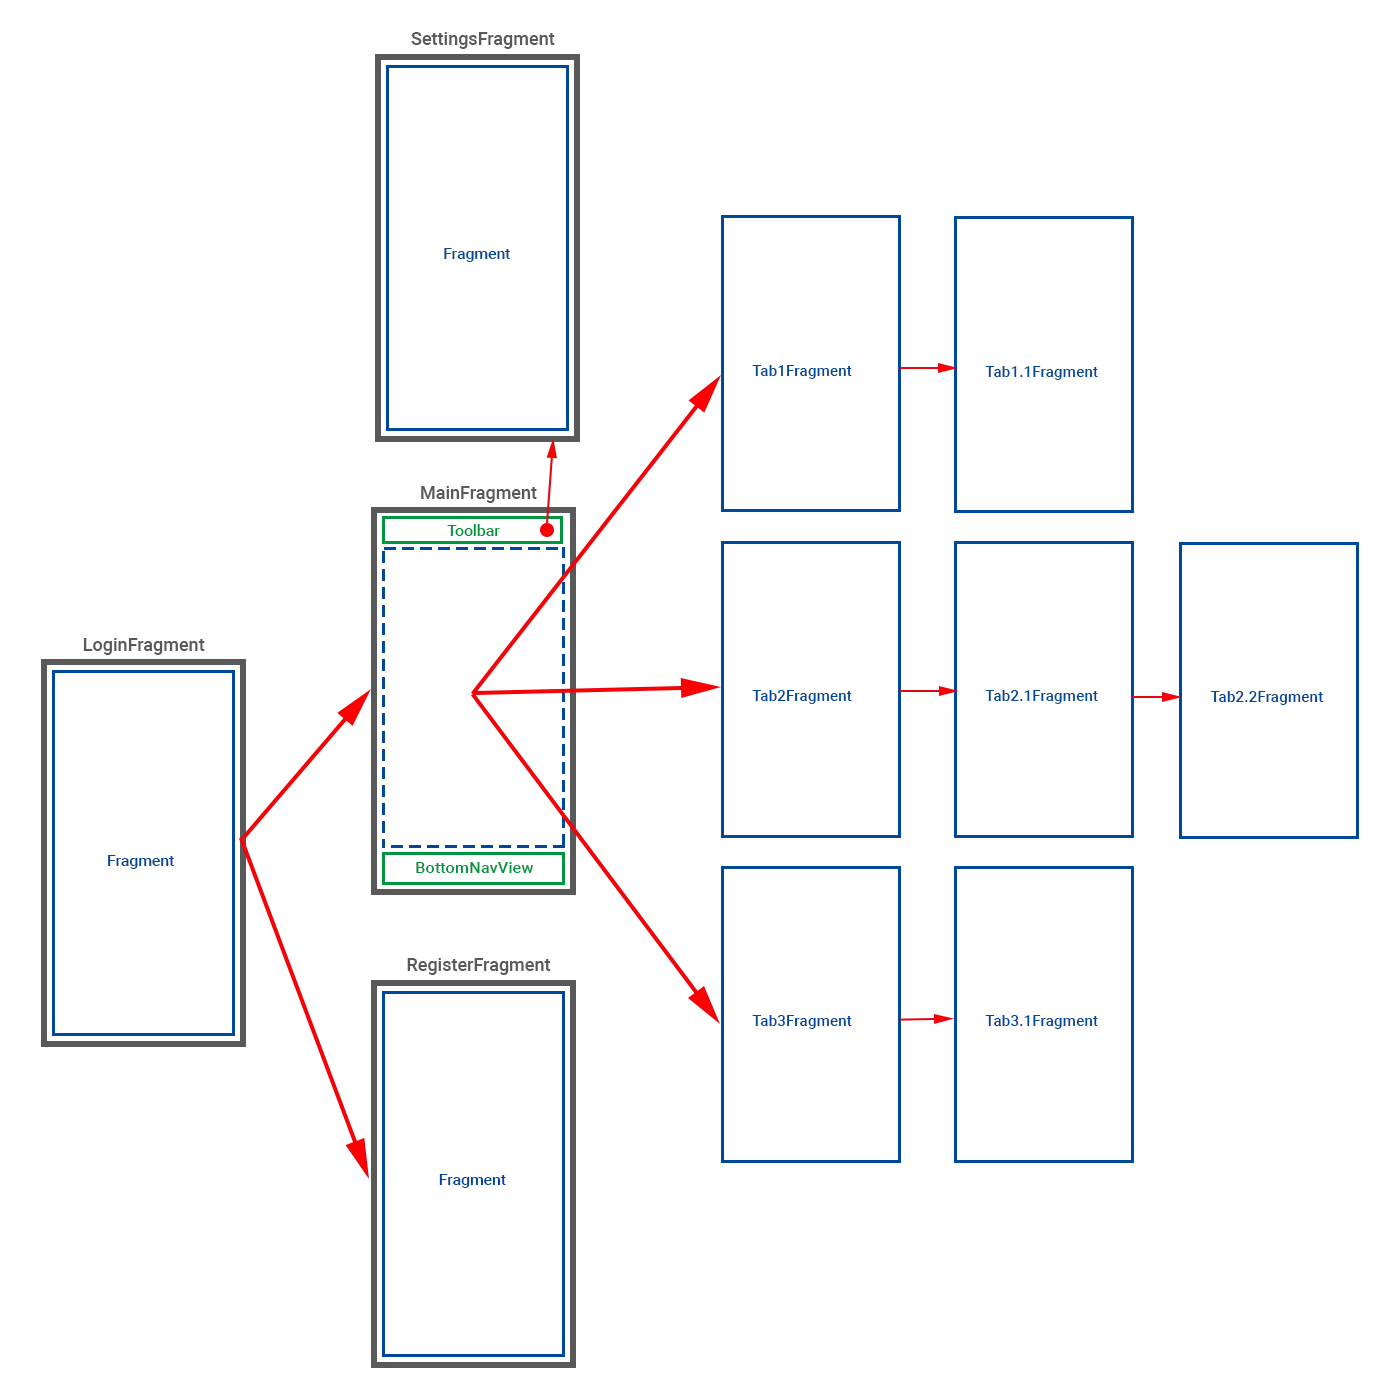 SettingsFragment
Fragment
Tab1Fragment
Tab1.1Fragment
MainFragment
Toolbar
BottomNavView
Tab2Fragment
Tab2.1Fragment
Tab2.2Fragment
LoginFragment
Fragment
RegisterFragment
Fragment
Tab3Fragment
Tab3.1Fragment